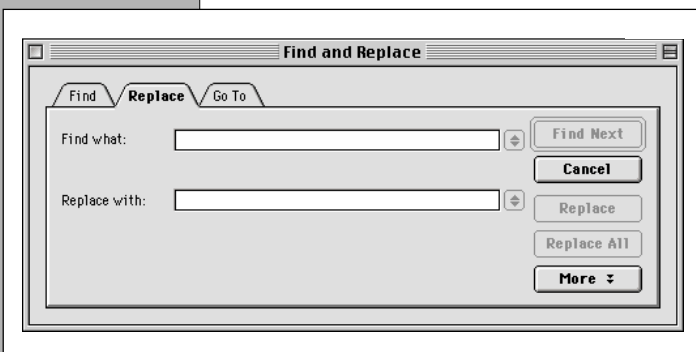 Find and Replace
Find Replace Go To
Find what:
Find Next
Cancel
Replace with:
Replace
Replace All
More